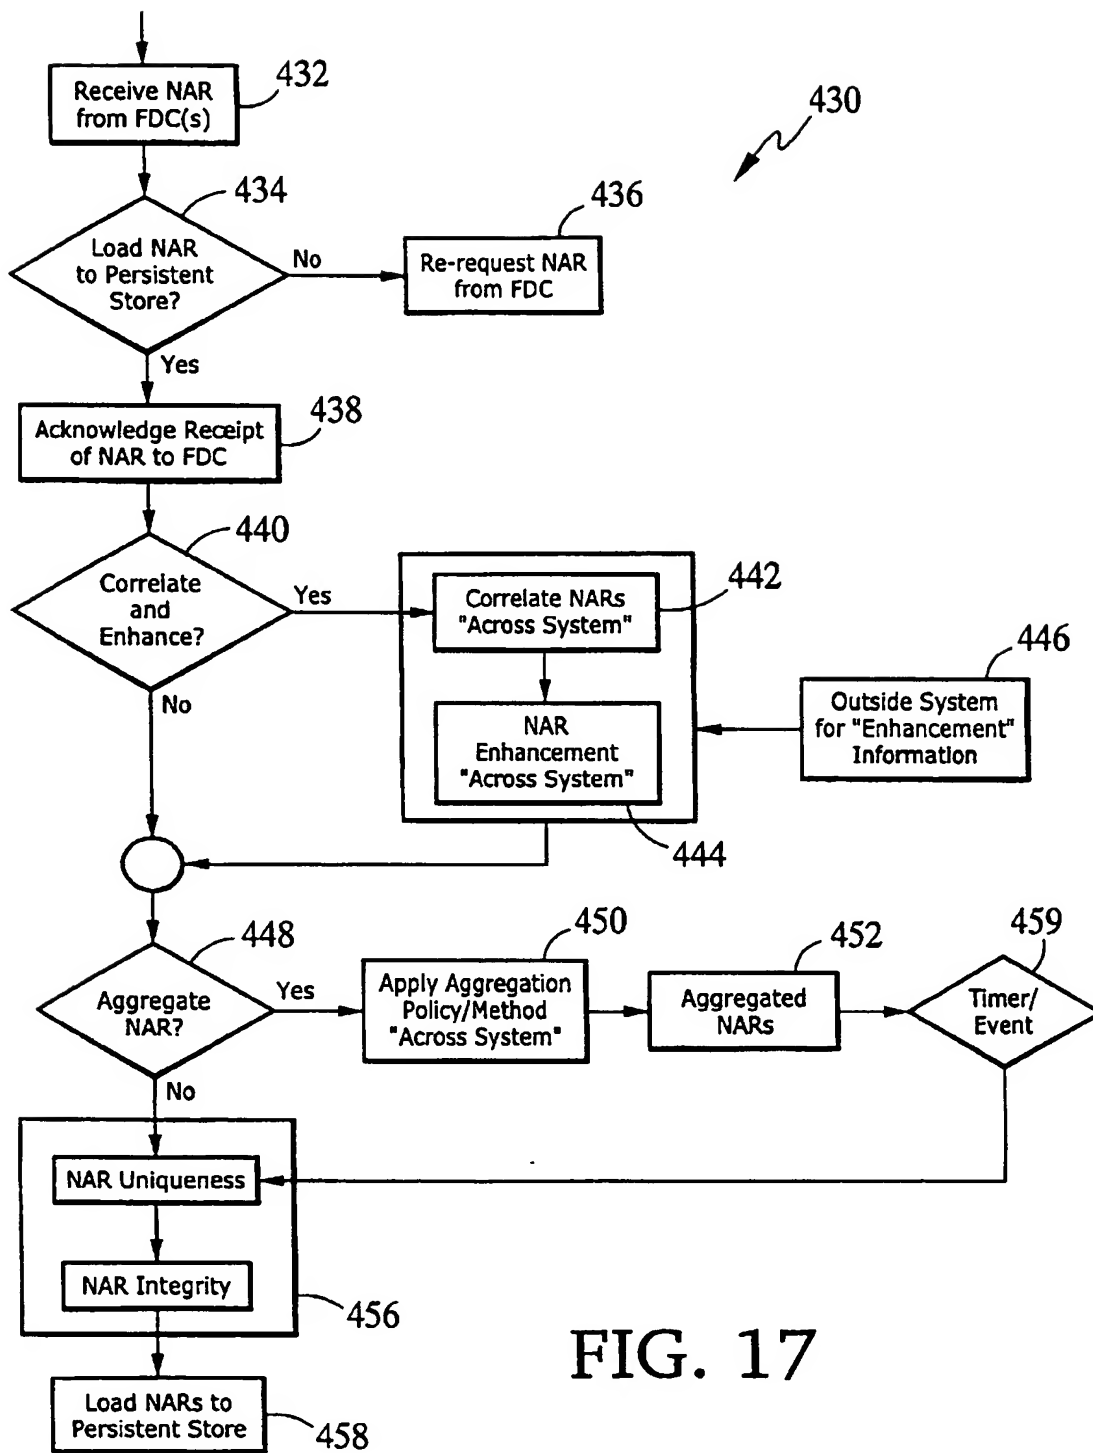 Receive NAR
from FDC(s)
432
430
434
Load NAR
to Persistent
Store?
No
436
Re-request NAR
from FDC
Yes
Acknowledge Receipt
of NAR to FDC
438
440
Correlate
and
Enhance?
Yes
Correlate NARs
"Across System"
442
NAR
Enhancement
"Across System"
444
446
Outside System
for "Enhancement"
Information
No
448
Aggregate
NAR?
Yes
450
Apply Aggregation
Policy/Method
"Across System"
452
Aggregated
NARs
459
Timer/
Event
No
NAR Uniqueness
NAR Integrity
456
Load NARs to
Persistent Store
458
FIG. 17